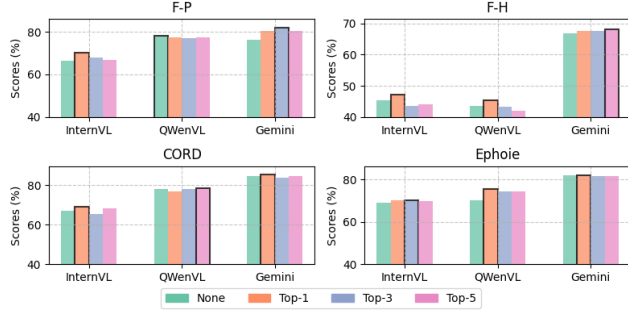 F-P
F-H
Scores (%)
80
60
40
InternVL
QWenVL
Gemini
Scores (%)
70
60
50
40
InternVL
QWenVL
Gemini
CORD
Ephoie
Scores (%)
80
60
40
InternVL
QWenVL
Gemini
Scores (%)
80
60
40
InternVL
QWenVL
Gemini
None
Top-1
Top-3
Top-5